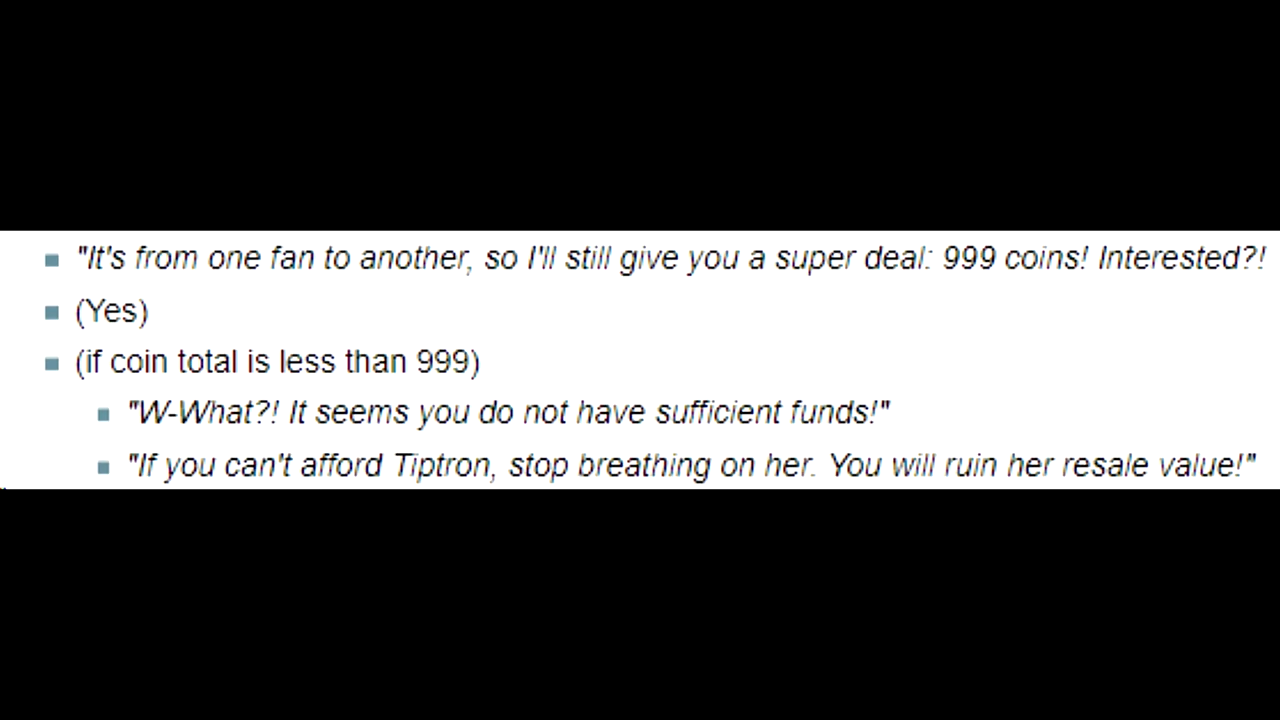 "It's from one fan to another, so I'll still give you a super deal: 999 coins! Interested?!
(Yes)
(if coin total is less than 999)
"W-What?! It seems you do not have sufficient funds!"
"If you can't afford Tiptron, stop breathing on her. You will ruin her resale value!"